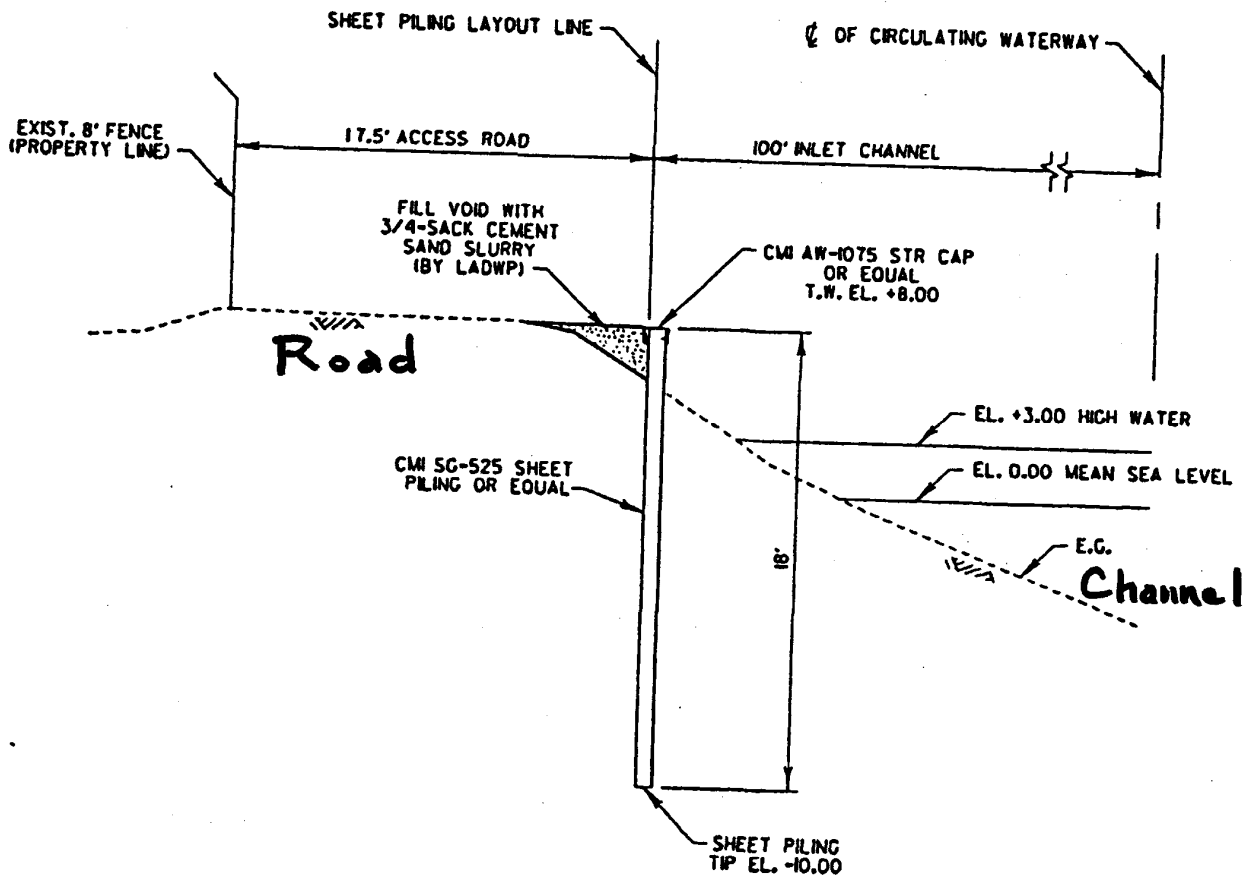 SHEET PILING LAYOUT LINE
℄ OF CIRCULATING WATERWAY
EXIST. 8' FENCE
(PROPERTY LINE)
17.5' ACCESS ROAD
100' INLET CHANNEL
FILL VOID WITH
3/4-SACK CEMENT
SAND SLURRY
(BY LADWP)
CMI AW-1075 STR CAP
OR EQUAL
T.W. EL. +8.00
Road
EL. +3.00 HIGH WATER
CMI SG-525 SHEET
PILING OR EQUAL
EL. 0.00 MEAN SEA LEVEL
18'
E.G.
Channel
SHEET PILING
TIP EL. -10.00